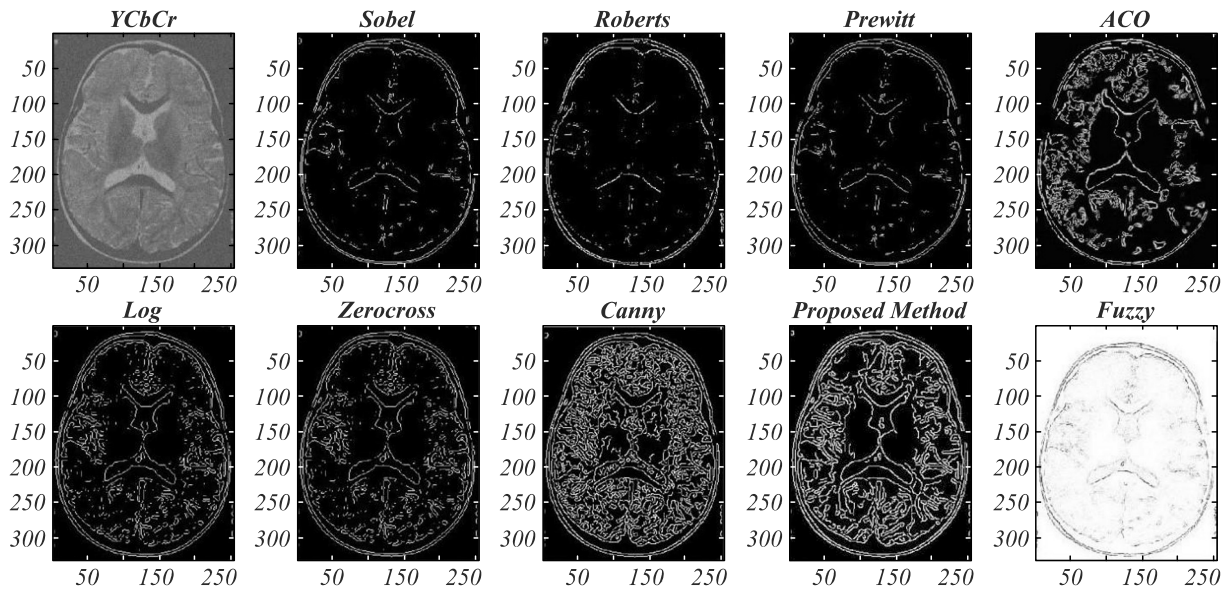 YCbCr Sobel Roberts Prewitt ACO
50 50 50 50 50
100 100 100 100 100
150 150 150 150 150
200 200 200 200 200
250 250 250 250 250
300 300 300 300 300
50 150 250 50 150 250 50 150 250 50 150 250 50 150 250
Log Zerocross Canny Proposed Method Fuzzy
50 50 50 50 50
100 100 100 100 100
150 150 150 150 150
200 200 200 200 200
250 250 250 250 250
300 300 300 300 300
50 150 250 50 150 250 50 150 250 50 150 250 50 150 250